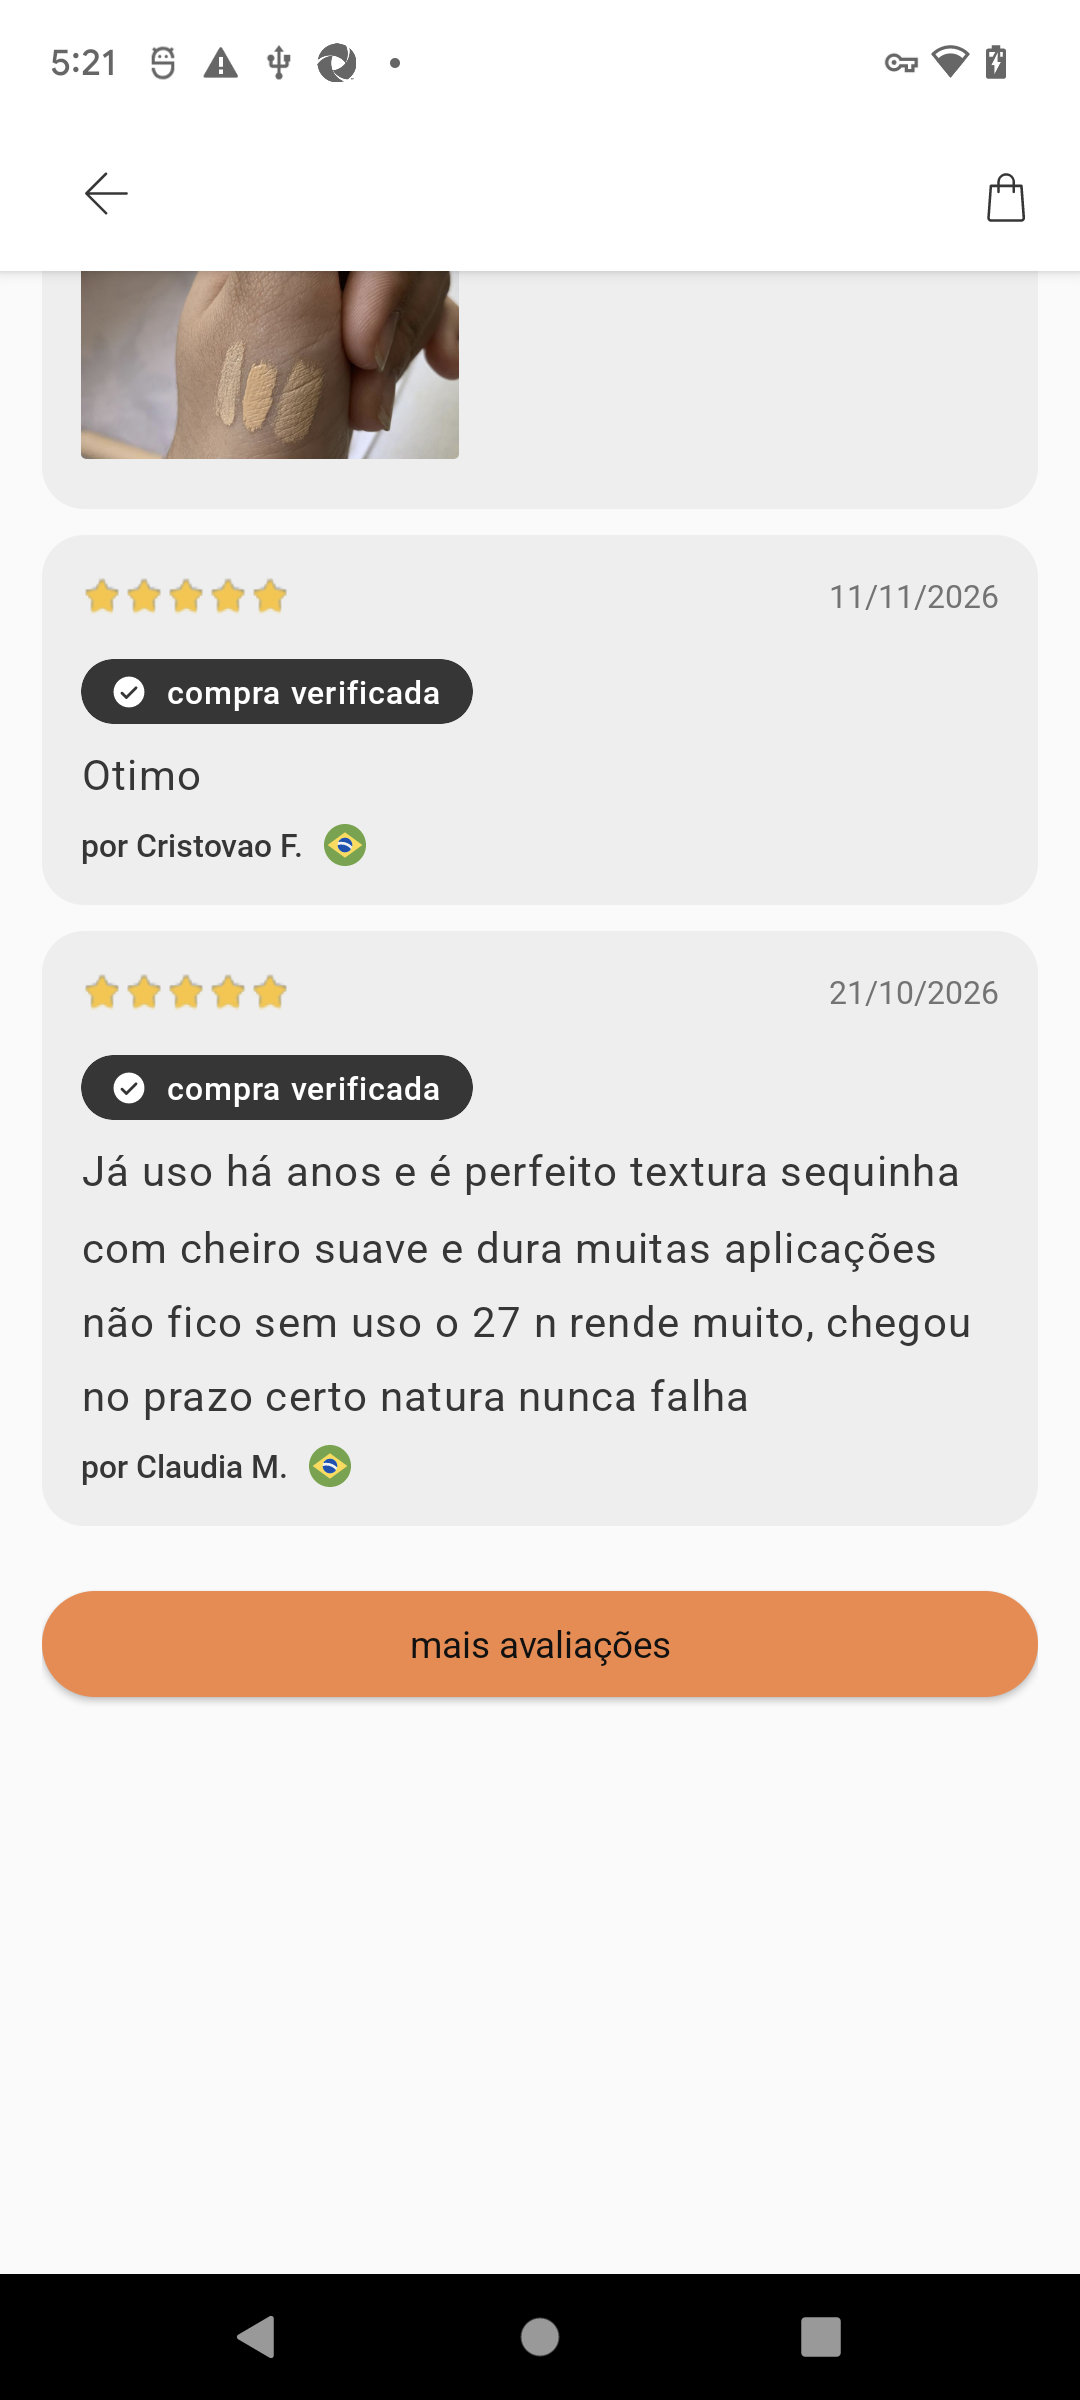 5:21
11/11/2026
compra verificada
Otimo
por Cristovao F.
21/10/2026
compra verificada
Já uso há anos e é perfeito textura sequinha
com cheiro suave e dura muitas aplicações
não fico sem uso o 27 n rende muito, chegou
no prazo certo natura nunca falha
por Claudia M.
mais avaliações